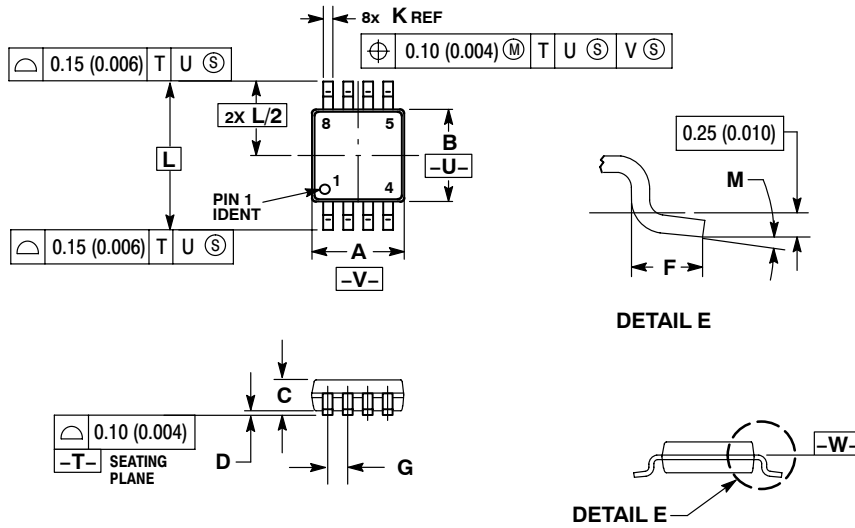 8x K REF
⌖ 0.10 (0.004) Ⓜ T U Ⓢ V Ⓢ
⌓ 0.15 (0.006) T U Ⓢ
2X L/2
L
8
5
B
–U–
PIN 1
IDENT
1
4
⌓ 0.15 (0.006) T U Ⓢ
A
–V–
0.25 (0.010)
M
F
DETAIL E
C
⌓ 0.10 (0.004)
–T– SEATING
PLANE
D
G
–W–
DETAIL E